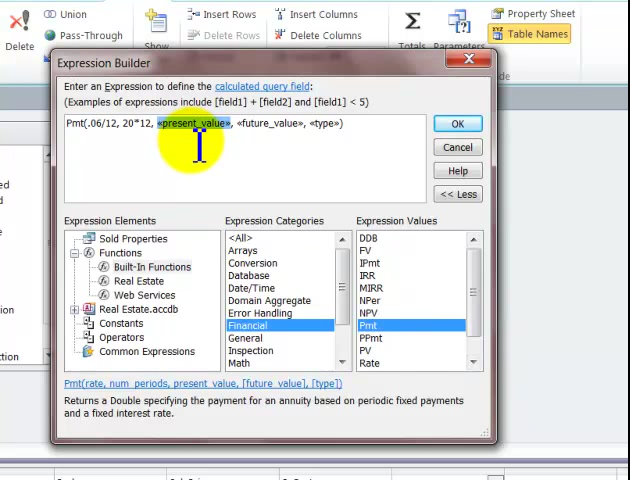 Union
Insert Rows
Insert Columns
Property Sheet
Delete
Pass-Through
Show
Delete Rows
Delete Columns
Totals
Parameters
Table Names
Expression Builder
Enter an Expression to define the calculated query field:
(Examples of expressions include [field1] + [field2] and [field1] < 5)
Pmt(.06/12, 20*12, «present_value», «future_value», «type»)
OK
Cancel
Help
<< Less
Expression Elements
Expression Categories
Expression Values
Sold Properties
Functions
Built-In Functions
Real Estate
Web Services
Real Estate.accdb
Constants
Operators
Common Expressions
<All>
Arrays
Conversion
Database
Date/Time
Domain Aggregate
Error Handling
Financial
General
Inspection
Math
DDB
FV
IPmt
IRR
MIRR
NPer
NPV
Pmt
PPmt
PV
Rate
Pmt(rate, num_periods, present_value, [future_value], [type])
Returns a Double specifying the payment for an annuity based on periodic fixed payments
and a fixed interest rate.